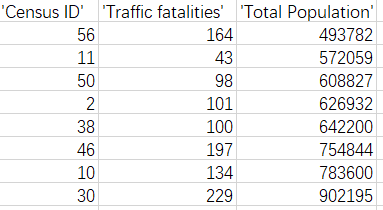 'Census ID' 'Traffic fatalities' 'Total Population'
56 164 493782
11 43 572059
50 98 608827
2 101 626932
38 100 642200
46 197 754844
10 134 783600
30 229 902195